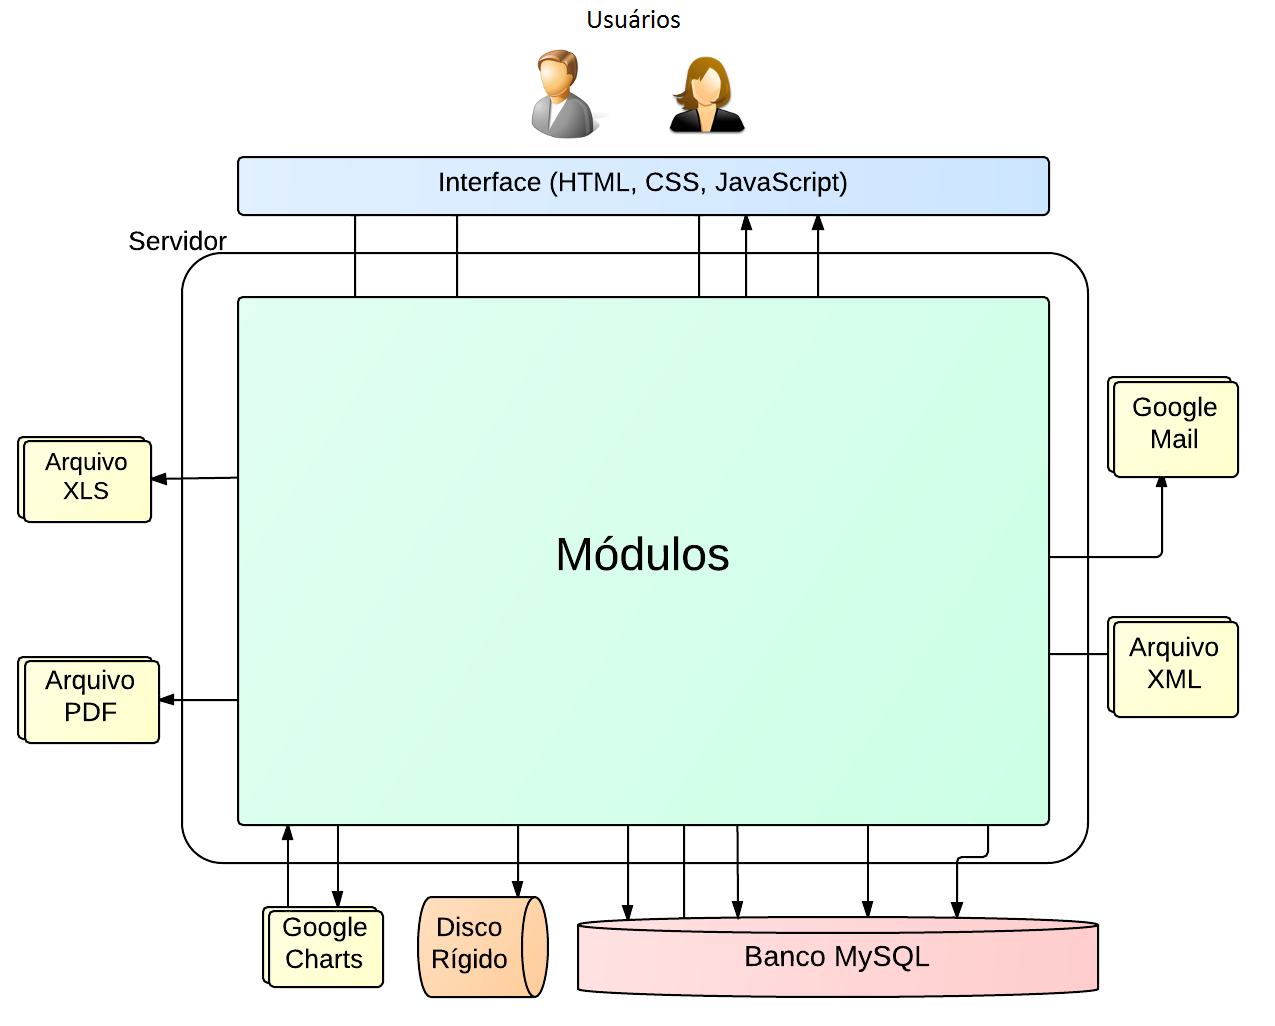 Usuários
Interface (HTML, CSS, JavaScript)
Servidor
Módulos
Google
Mail
Arquivo
XLS
Arquivo
XML
Arquivo
PDF
Google
Charts
Disco
Rígido
Banco MySQL